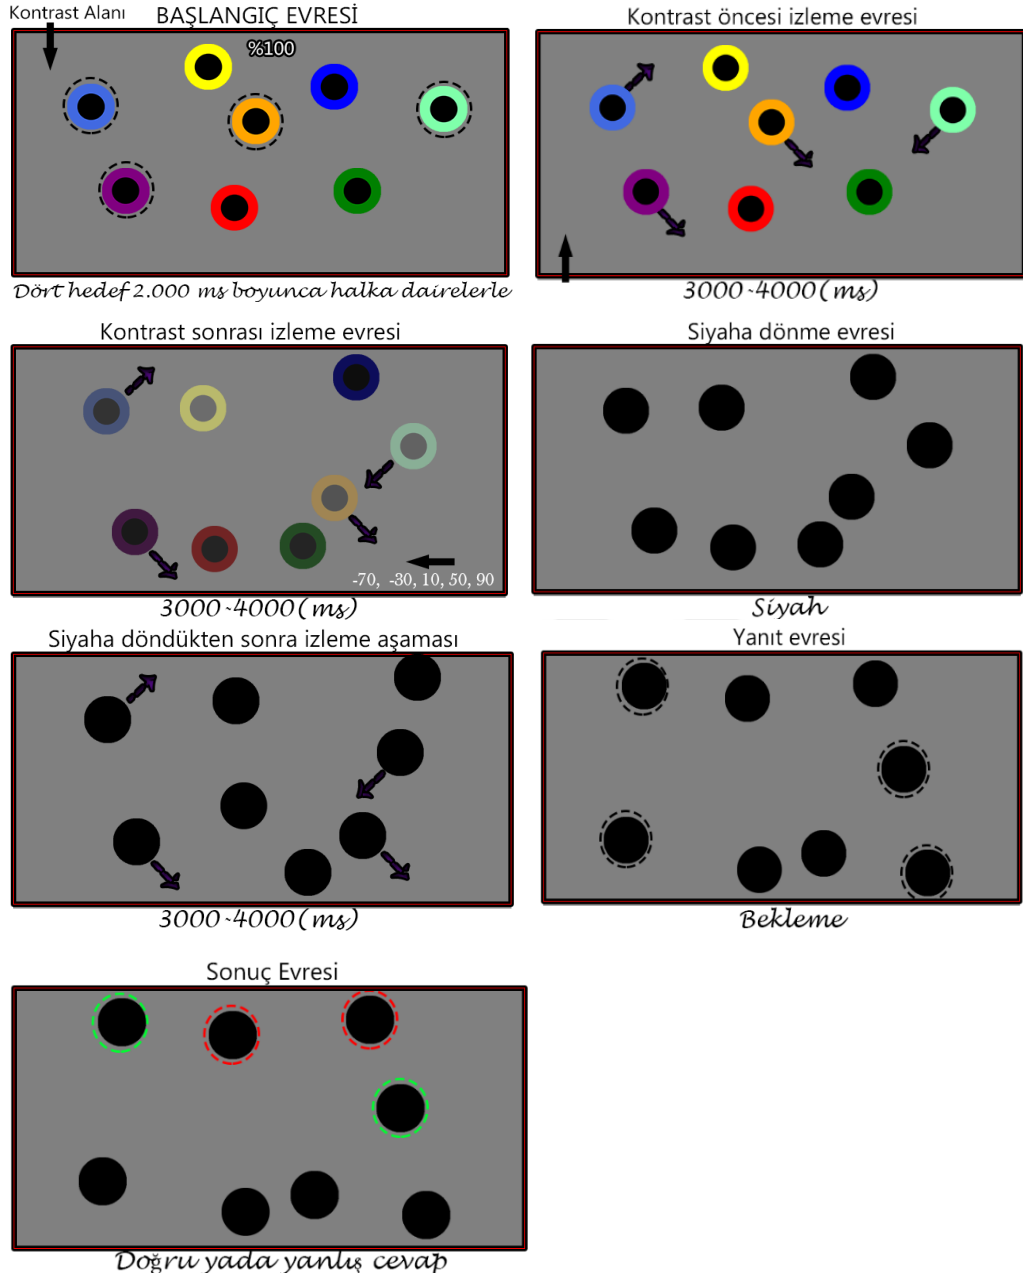 Kontrast Alanı
BAŞLANGIÇ EVRESİ
%100
Dört hedef 2.000 ms boyunca halka dairelerle
Kontrast öncesi izleme evresi
3000-4000(ms)
Kontrast sonrası izleme evresi
-70, -30, 10, 50, 90
3000-4000(ms)
Siyaha dönme evresi
Siyah
Siyaha döndükten sonra izleme aşaması
3000-4000(ms)
Yanıt evresi
Bekleme
Sonuç Evresi
Doğru yada yanlış cevap